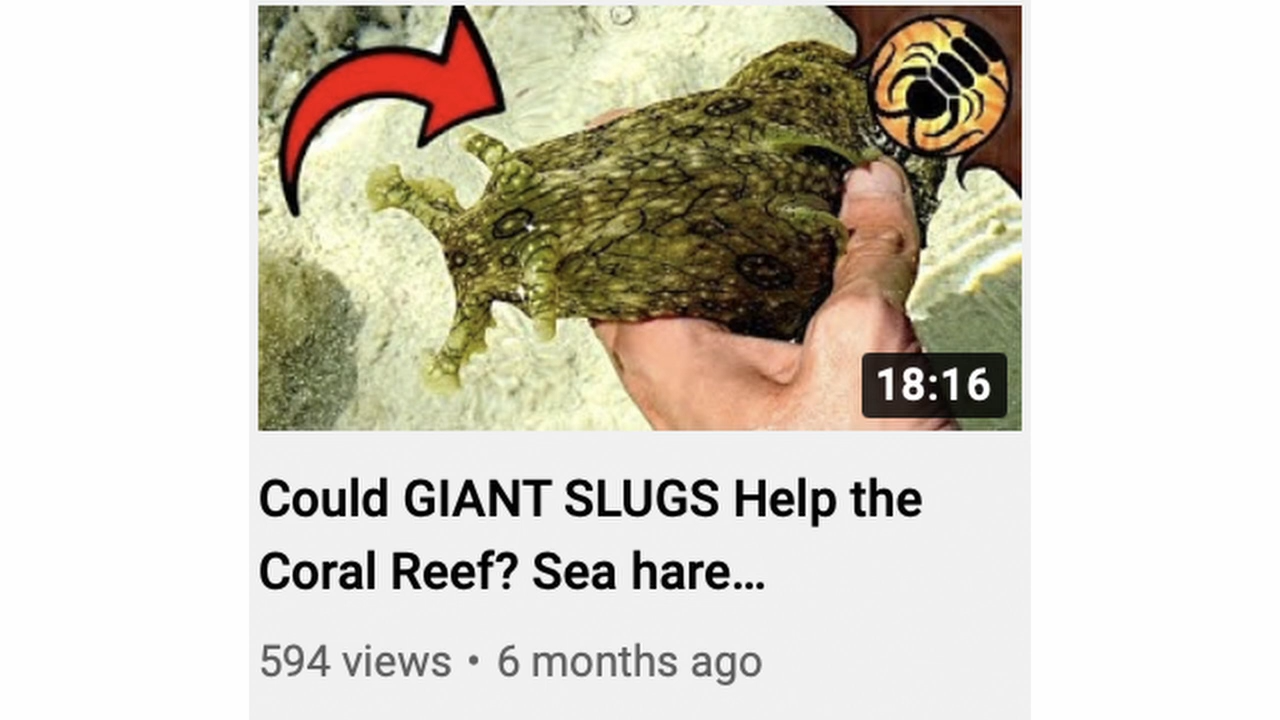 18:16
Could GIANT SLUGS Help the
Coral Reef? Sea hare...
594 views • 6 months ago